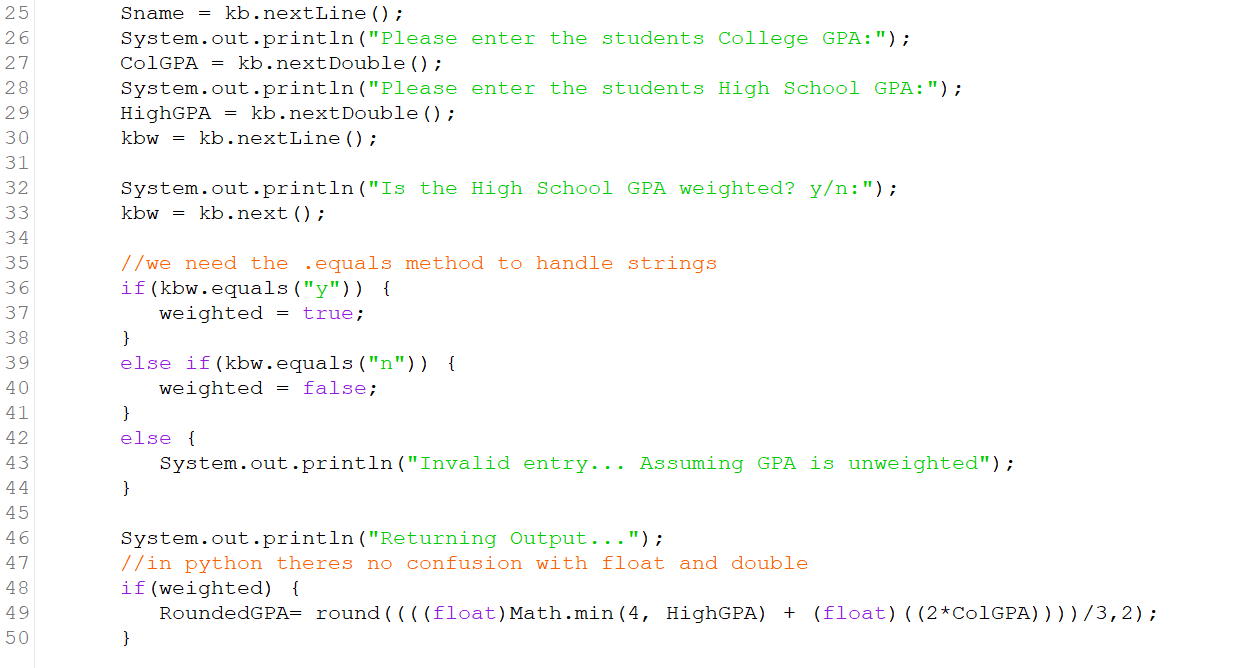 25 Sname = kb.nextLine();
26 System.out.println("Please enter the students College GPA:");
27 ColGPA = kb.nextDouble();
28 System.out.println("Please enter the students High School GPA:");
29 HighGPA = kb.nextDouble();
30 kbw = kb.nextLine();
31
32 System.out.println("Is the High School GPA weighted? y/n:");
33 kbw = kb.next();
34
35 //we need the .equals method to handle strings
36 if(kbw.equals("y")) {
37 weighted = true;
38 }
39 else if(kbw.equals("n")) {
40 weighted = false;
41 }
42 else {
43 System.out.println("Invalid entry... Assuming GPA is unweighted");
44 }
45
46 System.out.println("Returning Output...");
47 //in python theres no confusion with float and double
48 if(weighted) {
49 RoundedGPA= round((((float)Math.min(4, HighGPA) + (float)((2*ColGPA))))/3,2);
50 }